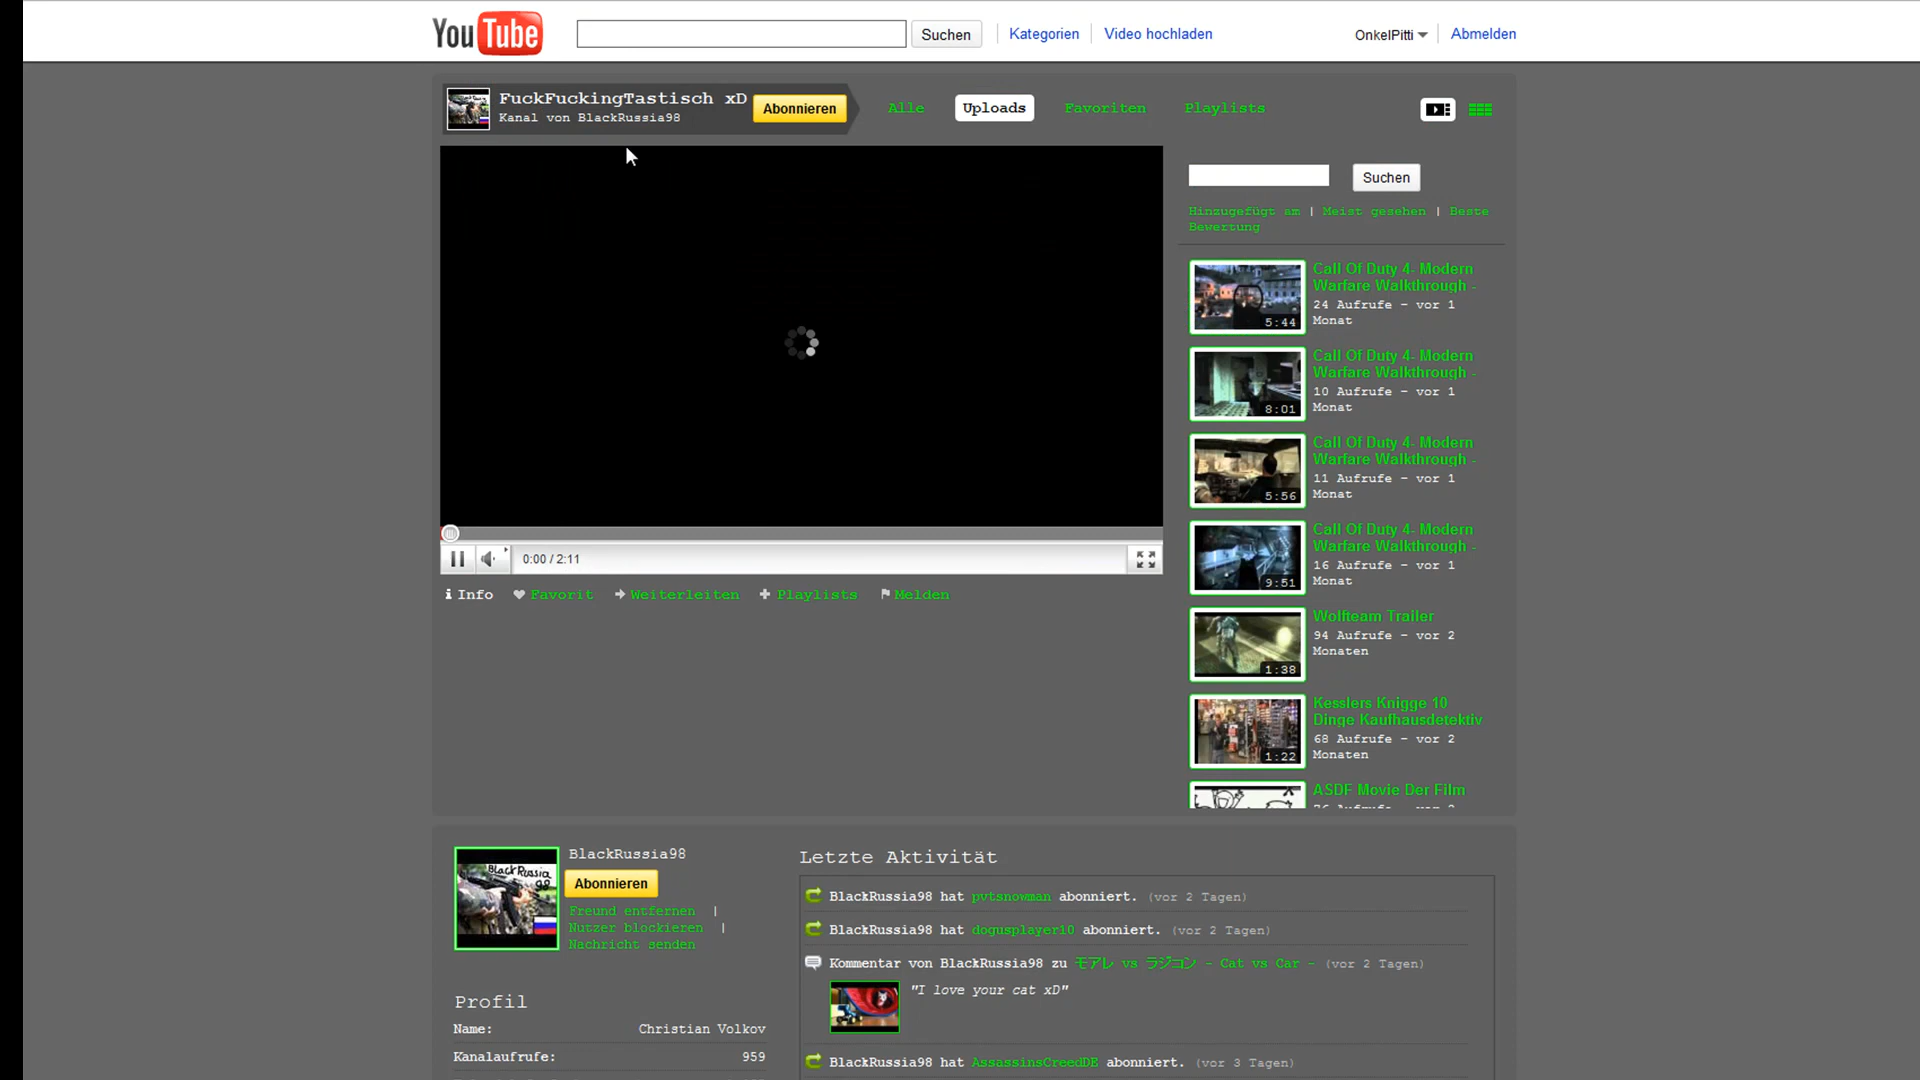 YouTube
Suchen
Kategorien
Video hochladen
OnkelPitti
Abmelden
FuckFuckingTastisch xD
Kanal von BlackRussia98
Abonnieren
Alle
Uploads
Favoriten
Playlists
Suchen
Hinzugefügt am | Meist gesehen | Beste
Bewertung
Call Of Duty 4- Modern
Warfare Walkthrough -
24 Aufrufe - vor 1
Monat
5:44
Call Of Duty 4- Modern
Warfare Walkthrough -
10 Aufrufe - vor 1
Monat
8:01
Call Of Duty 4- Modern
Warfare Walkthrough -
11 Aufrufe - vor 1
Monat
5:56
Call Of Duty 4- Modern
Warfare Walkthrough -
16 Aufrufe - vor 1
Monat
9:51
Wolfteam Trailer
94 Aufrufe - vor 2
Monaten
1:38
Kesslers Knigge 10
Dinge Kaufhausdetektiv
68 Aufrufe - vor 2
Monaten
1:22
ASDF Movie Der Film
0:00 / 2:11
Info
Favorit
Weiterleiten
Playlists
Melden
BlackRussia98
Abonnieren
Freund entfernen |
Nutzer blockieren |
Nachricht senden
BlackRussia
98
Profil
Name: Christian Volkov
Kanalaufrufe: 959
Letzte Aktivität
BlackRussia98 hat pvtsnowman abonniert. (vor 2 Tagen)
BlackRussia98 hat dogusplayer10 abonniert. (vor 2 Tagen)
Kommentar von BlackRussia98 zu モアレ vs ラジコン - Cat vs Car - (vor 2 Tagen)
"I love your cat xD"
BlackRussia98 hat AssassinsCreedDE abonniert. (vor 3 Tagen)